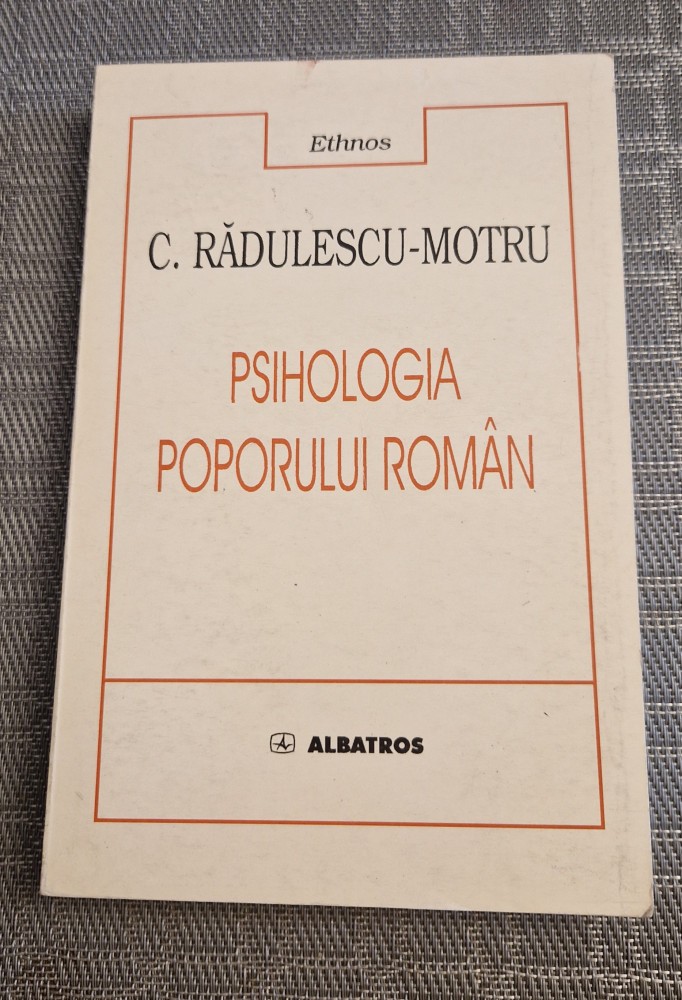 Ethnos
C. RĂDULESCU-MOTRU
PSIHOLOGIA
POPORULUI ROMÂN
ALBATROS